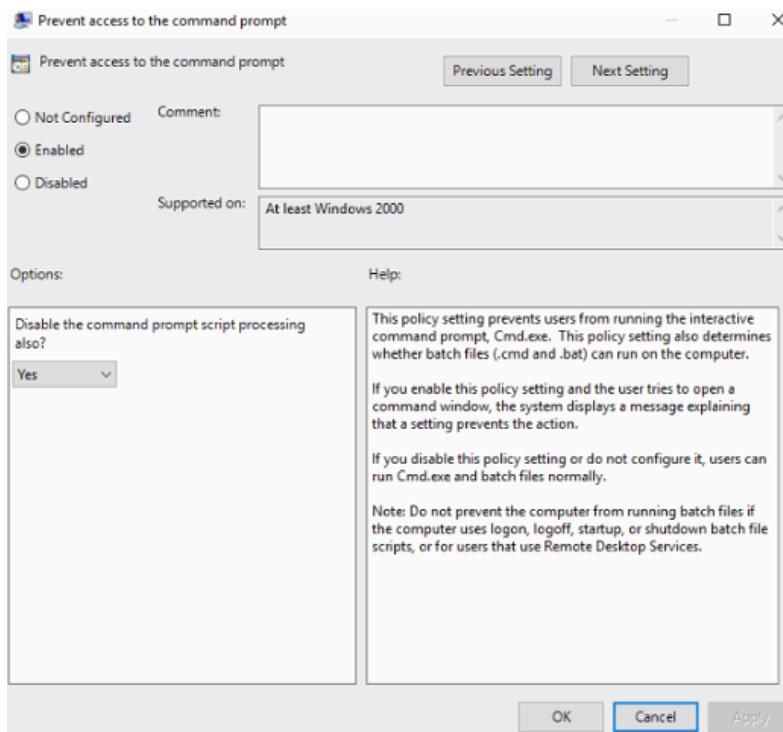 Prevent access to the command prompt
Prevent access to the command prompt
Previous Setting
Next Setting
Not Configured
Comment:
Enabled
Disabled
Supported on:
At least Windows 2000
Options:
Help:
Disable the command prompt script processing
also?
Yes
This policy setting prevents users from running the interactive
command prompt, Cmd.exe.  This policy setting also determines
whether batch files (.cmd and .bat) can run on the computer.
If you enable this policy setting and the user tries to open a
command window, the system displays a message explaining
that a setting prevents the action.
If you disable this policy setting or do not configure it, users can
run Cmd.exe and batch files normally.
Note: Do not prevent the computer from running batch files if
the computer uses logon, logoff, startup, or shutdown batch file
scripts, or for users that use Remote Desktop Services.
OK
Cancel
Apply